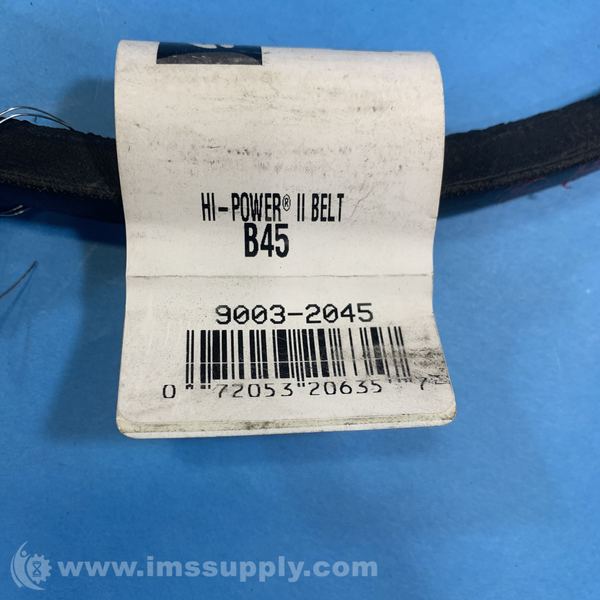 HI-POWER® II BELT
B45
9003-2045
0 72053 20635 7
www.imssupply.com